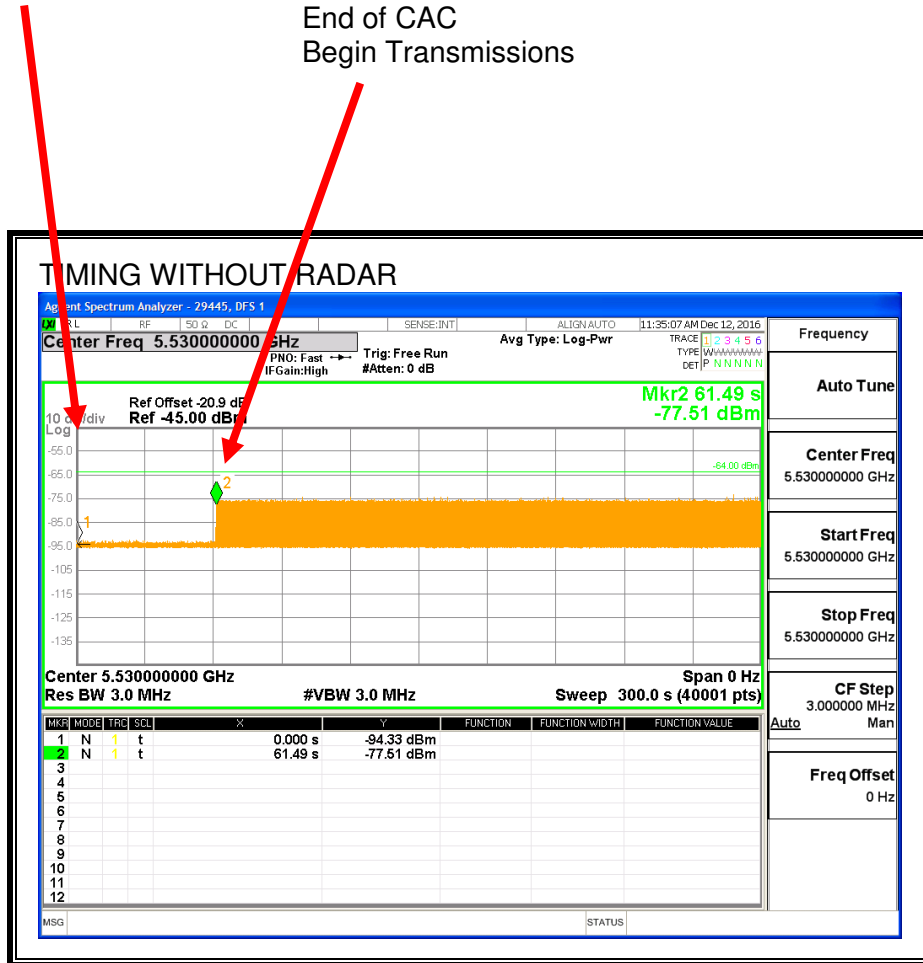 End of CAC
Begin Transmissions
TIMING WITHOUT RADAR
Agilent Spectrum Analyzer - 29445, DFS 1
LXI RL RF 50 Ω DC SENSE:INT ALIGN AUTO 11:35:07 AM Dec 12, 2016
Center Freq 5.530000000 GHz
PNO: Fast
IFGain:High
Trig: Free Run
#Atten: 0 dB
Avg Type: Log-Pwr
TRACE 1 2 3 4 5 6
TYPE WWWWWW
DET P N N N N N
Mkr2 61.49 s
-77.51 dBm
Ref Offset -20.9 dB
10 dB/div Ref -45.00 dBm
Log
-55.0
-64.00 dBm
-65.0
2
-75.0
-85.0
1
-95.0
-105
-115
-125
-135
Center 5.530000000 GHz Span 0 Hz
Res BW 3.0 MHz #VBW 3.0 MHz Sweep 300.0 s (40001 pts)
MKR MODE TRC SCL X Y FUNCTION FUNCTION WIDTH FUNCTION VALUE
1 N 1 t 0.000 s -94.33 dBm
2 N 1 t 61.49 s -77.51 dBm
3
4
5
6
7
8
9
10
11
12
MSG STATUS
Frequency
Auto Tune
Center Freq
5.530000000 GHz
Start Freq
5.530000000 GHz
Stop Freq
5.530000000 GHz
CF Step
3.000000 MHz
Auto Man
Freq Offset
0 Hz